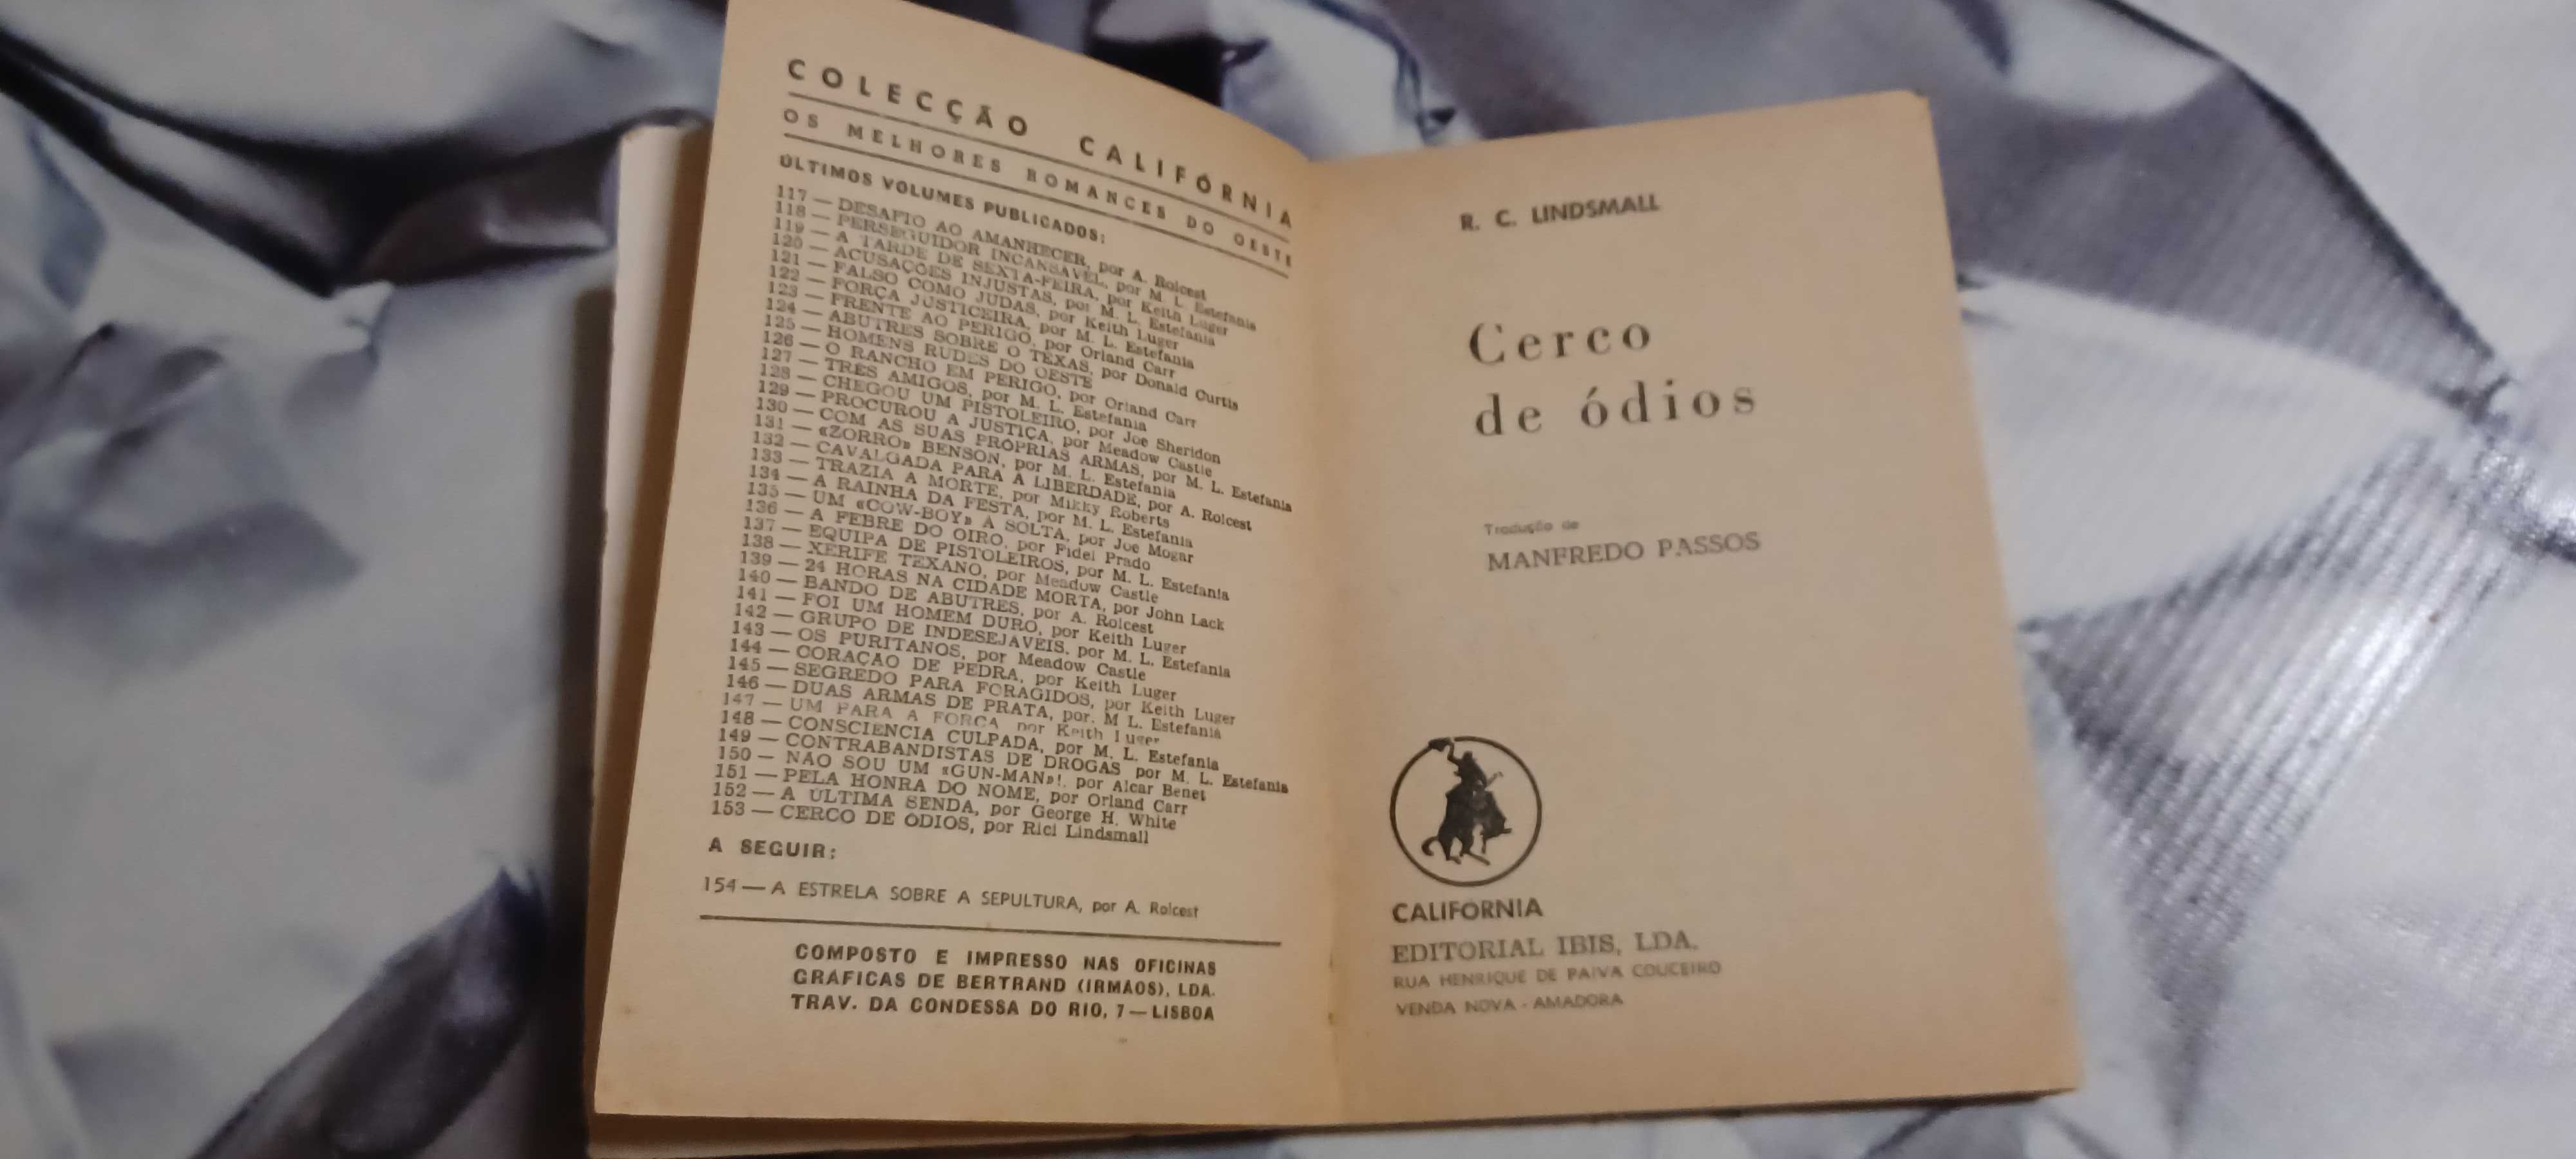 COLECÇÃO CALIFÓRNIA
OS MELHORES ROMANCES DO OESTE
ÚLTIMOS VOLUMES PUBLICADOS:
117 — DESAFIO AO AMANHECER, por A. Rolcest
118 — PERSEGUIDOR INCANSAVEL, por M. L. Estefania
119 — A TARDE DE SEXTA-FEIRA, por Keith Luger
120 — ACUSAÇÕES INJUSTAS, por M. L. Estefania
121 — FALSO COMO JUDAS, por Keith Luger
122 — FORÇA JUSTICEIRA, por M. L. Estefania
123 — FRENTE AO PERIGO, por Orland Carr
124 — ABUTRES SOBRE O TEXAS, por Donald Curtis
125 — HOMENS RUDES DO OESTE
126 — O RANCHO EM PERIGO, por Orland Carr
127 — TRÊS AMIGOS, por M. L. Estefania
128 — CHEGOU UM PISTOLEIRO, por Joe Sheridon
129 — PROCUROU A JUSTIÇA, por Meadow Castle
130 — COM AS SUAS PRÓPRIAS ARMAS, por M. L. Estefania
131 — «ZORRO» BENSON, por M. L. Estefania
132 — CAVALGADA PARA A LIBERDADE, por A. Rolcest
133 — TRAZIA A MORTE, por Mikky Roberts
134 — A RAINHA DA FESTA, por M. L. Estefania
135 — UM «COW-BOY» À SOLTA, por Joe Mogar
136 — A FEBRE DO OIRO, por Fidel Prado
137 — EQUIPA DE PISTOLEIROS, por M. L. Estefania
138 — XERIFE TEXANO, por Meadow Castle
139 — 24 HORAS NA CIDADE MORTA, por John Lack
140 — BANDO DE ABUTRES, por A. Rolcest
141 — FOI UM HOMEM DURO, por Keith Luger
142 — GRUPO DE INDESEJÁVEIS, por M. L. Estefania
143 — OS PURITANOS, por Meadow Castle
144 — CORAÇÃO DE PEDRA, por Keith Luger
145 — SEGREDO PARA FORAGIDOS, por Keith Luger
146 — DUAS ARMAS DE PRATA, por. M L. Estefania
147 — UM PARA A FORCA por Keith Luger
148 — CONSCIENCIA CULPADA, por M. L. Estefania
149 — CONTRABANDISTAS DE DROGAS por M. L. Estefania
150 — NÃO SOU UM «GUN-MAN»!, por Alcar Benet
151 — PELA HONRA DO NOME, por Orland Carr
152 — A ÚLTIMA SENDA, por George H. White
153 — CERCO DE ÓDIOS, por Rici Lindsmall
A SEGUIR:
154 — A ESTRELA SOBRE A SEPULTURA, por A. Rolcest
COMPOSTO E IMPRESSO NAS OFICINAS
GRÁFICAS DE BERTRAND (IRMÃOS), LDA.
TRAV. DA CONDESSA DO RIO, 7 — LISBOA
R. C. LINDSMALL
Cerco
de ódios
Tradução de
MANFREDO PASSOS
CALIFÓRNIA
EDITORIAL IBIS, LDA.
RUA HENRIQUE DE PAIVA COUCEIRO
VENDA NOVA - AMADORA